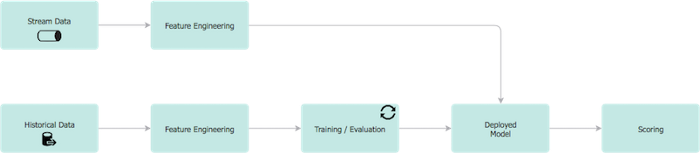 Stream Data
Feature Engineering
Historical Data
Feature Engineering
Training / Evaluation
Deployed
Model
Scoring